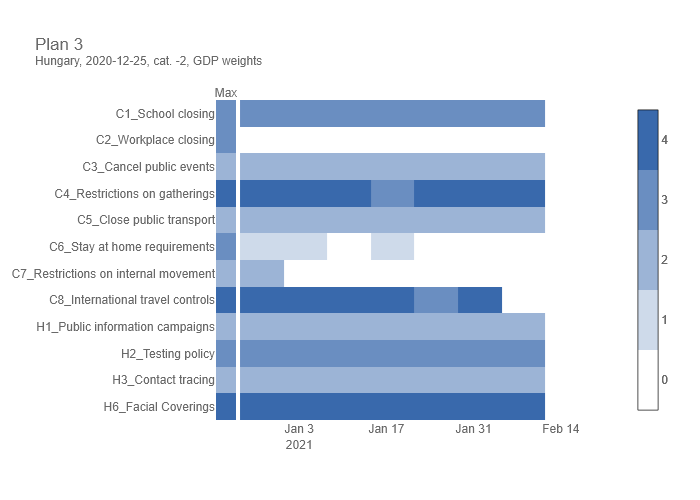 Plan 3
Hungary, 2020-12-25, cat. -2, GDP weights
Max
C1_School closing
C2_Workplace closing
C3_Cancel public events
C4_Restrictions on gatherings
C5_Close public transport
C6_Stay at home requirements
C7_Restrictions on internal movement
C8_International travel controls
H1_Public information campaigns
H2_Testing policy
H3_Contact tracing
H6_Facial Coverings
Jan 3 Jan 17 Jan 31 Feb 14
2021
4
3
2
1
0